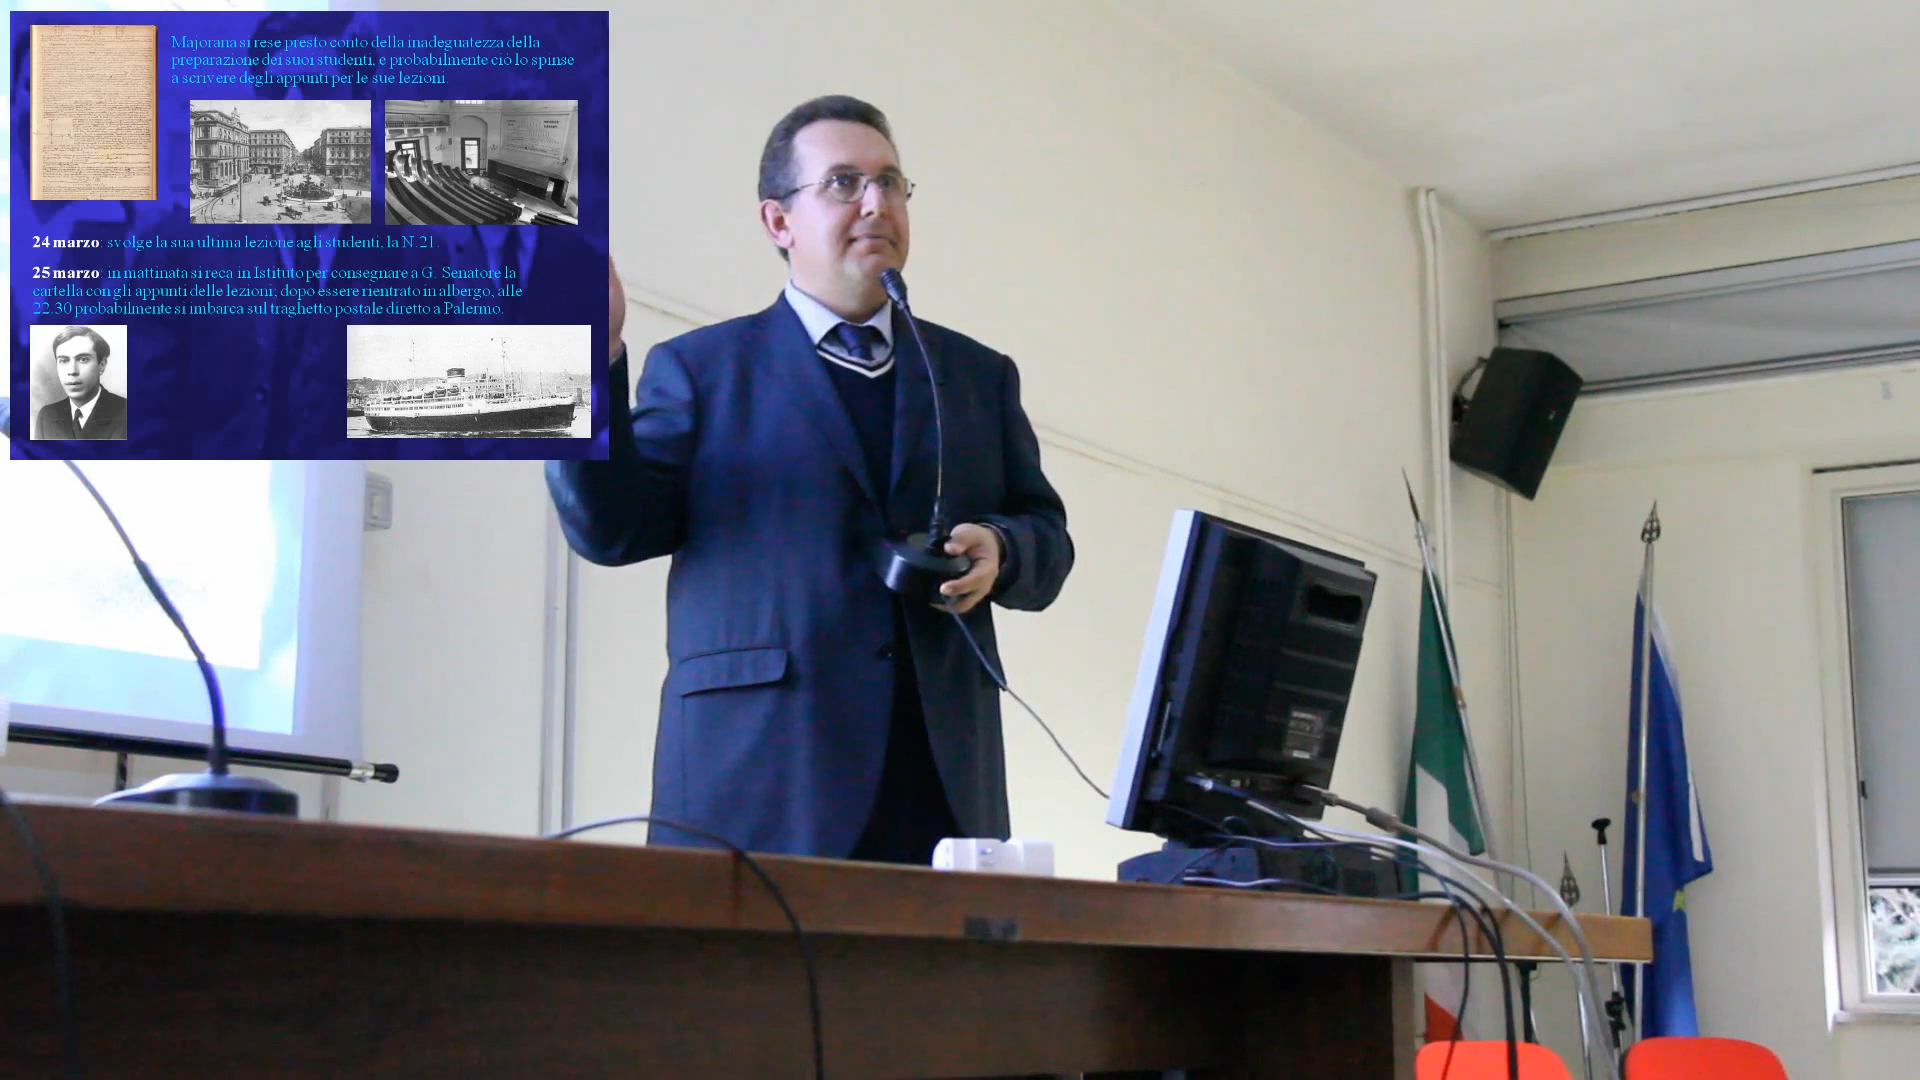 Majorana si rese presto conto della inadeguatezza della
preparazione dei suoi studenti, e probabilmente ciò lo spinse
a scrivere degli appunti per le sue lezioni.
24 marzo: svolge la sua ultima lezione agli studenti, la N.21.
25 marzo: in mattinata si reca in Istituto per consegnare a G. Senatore la
cartella con gli appunti delle lezioni; dopo essere rientrato in albergo, alle
22.30 probabilmente si imbarca sul traghetto postale diretto a Palermo.